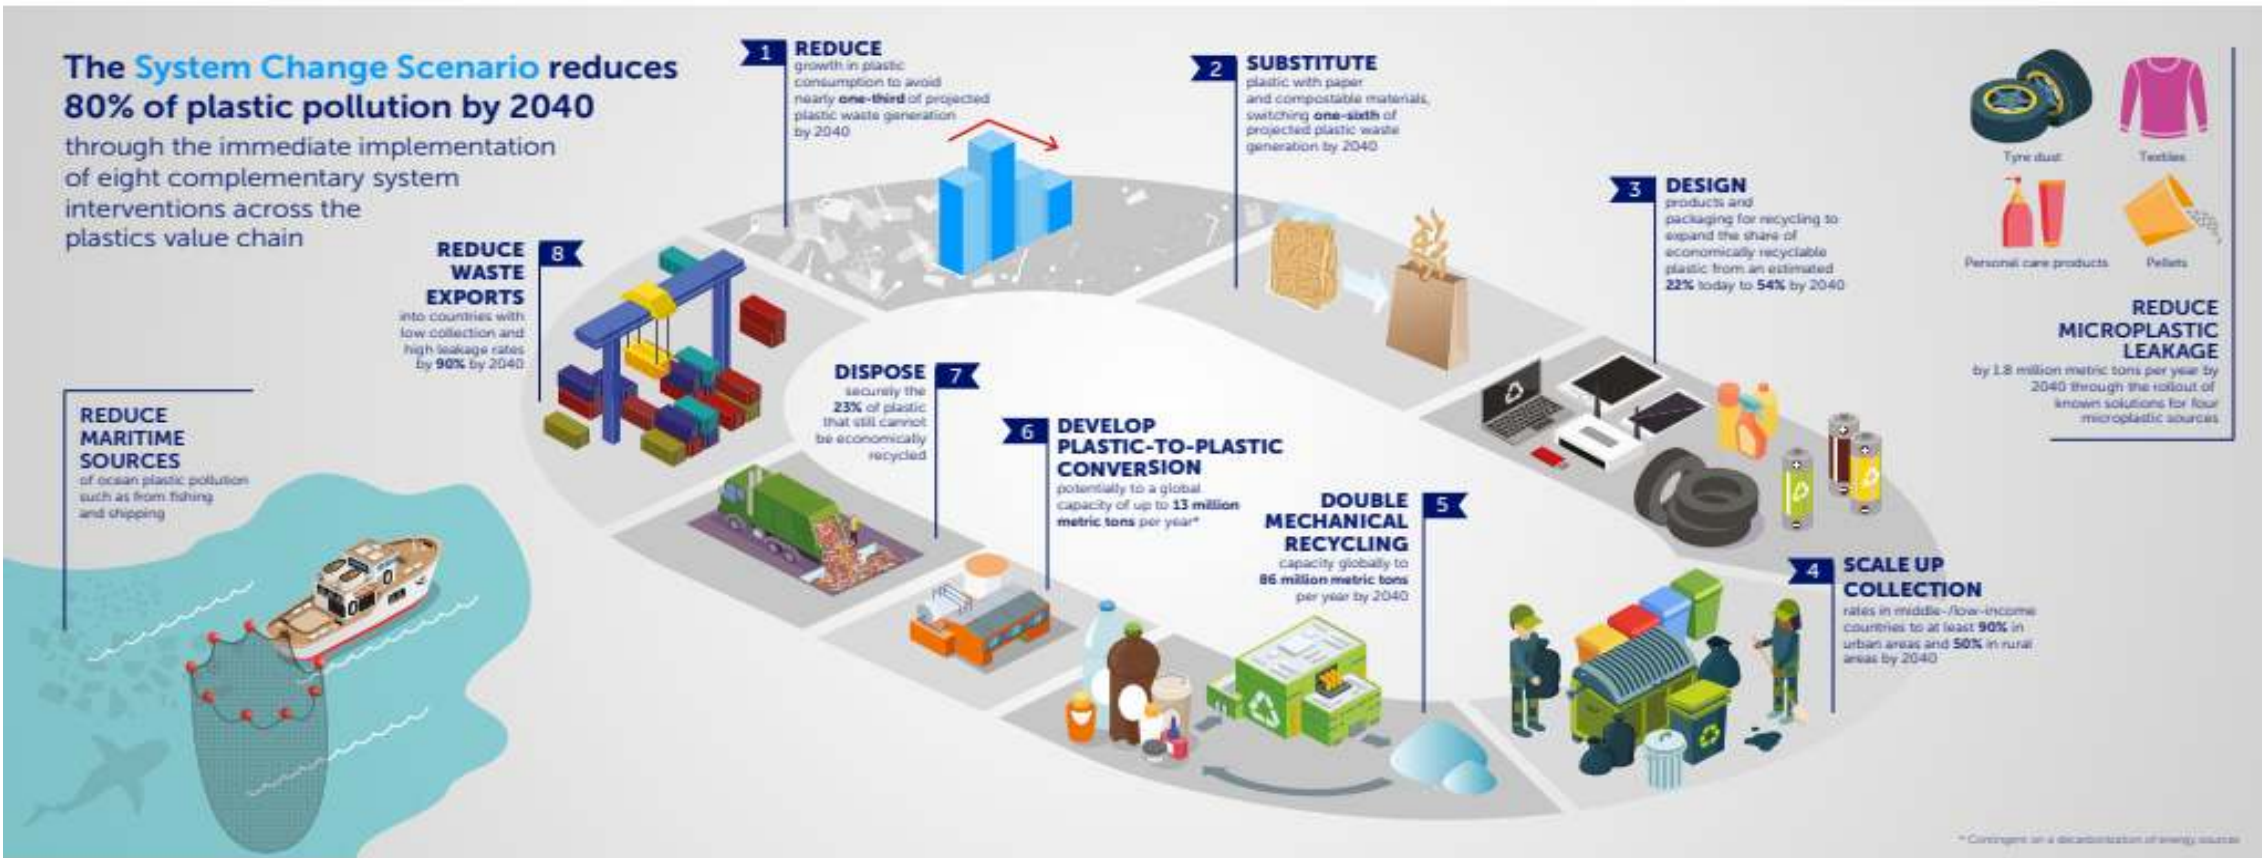 The System Change Scenario reduces
80% of plastic pollution by 2040
through the immediate implementation
of eight complementary system
interventions across the
plastics value chain
1
REDUCE
growth in plastic
consumption to avoid
nearly one-third of projected
plastic waste generation
by 2040
2
SUBSTITUTE
plastic with paper
and compostable materials,
switching one-sixth of
projected plastic waste
generation by 2040
3
DESIGN
products and
packaging for recycling to
expand the share of
economically recyclable
plastic from an estimated
22% today to 54% by 2040
4
SCALE UP
COLLECTION
rates in middle-/low-income
countries to at least 90% in
urban areas and 50% in rural
areas by 2040
5
DOUBLE
MECHANICAL
RECYCLING
capacity globally to
86 million metric tons
per year by 2040
6
DEVELOP
PLASTIC-TO-PLASTIC
CONVERSION
potentially to a global
capacity of up to 13 million
metric tons per year*
7
DISPOSE
securely the
23% of plastic
that still cannot
be economically
recycled
8
REDUCE
WASTE
EXPORTS
into countries with
low collection and
high leakage rates
by 90% by 2040
REDUCE
MARITIME
SOURCES
of ocean plastic pollution
such as from fishing
and shipping
Tyre dust
Textiles
Personal care products
Pellets
REDUCE
MICROPLASTIC
LEAKAGE
by 1.8 million metric tons per year by
2040 through the rollout of
known solutions for four
microplastic sources
* Contingent on a decarbonization of energy sources